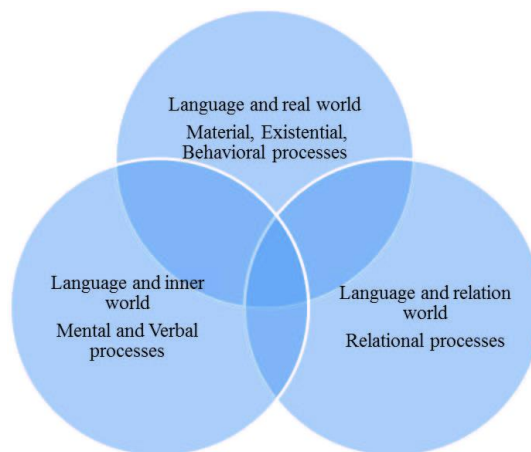 Language and real world
Material, Existential,
Behavioral processes
Language and inner
world
Mental and Verbal
processes
Language and relation
world
Relational processes